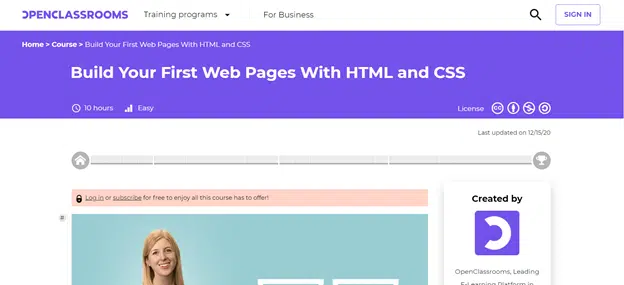 OPENCLASSROOMS
Training programs
For Business
SIGN IN
Home > Course > Build Your First Web Pages With HTML and CSS
Build Your First Web Pages With HTML and CSS
10 hours
Easy
License
Last updated on 12/15/20
Log in or subscribe for free to enjoy all this course has to offer!
Created by
OpenClassrooms, Leading
E-Learning Platform in